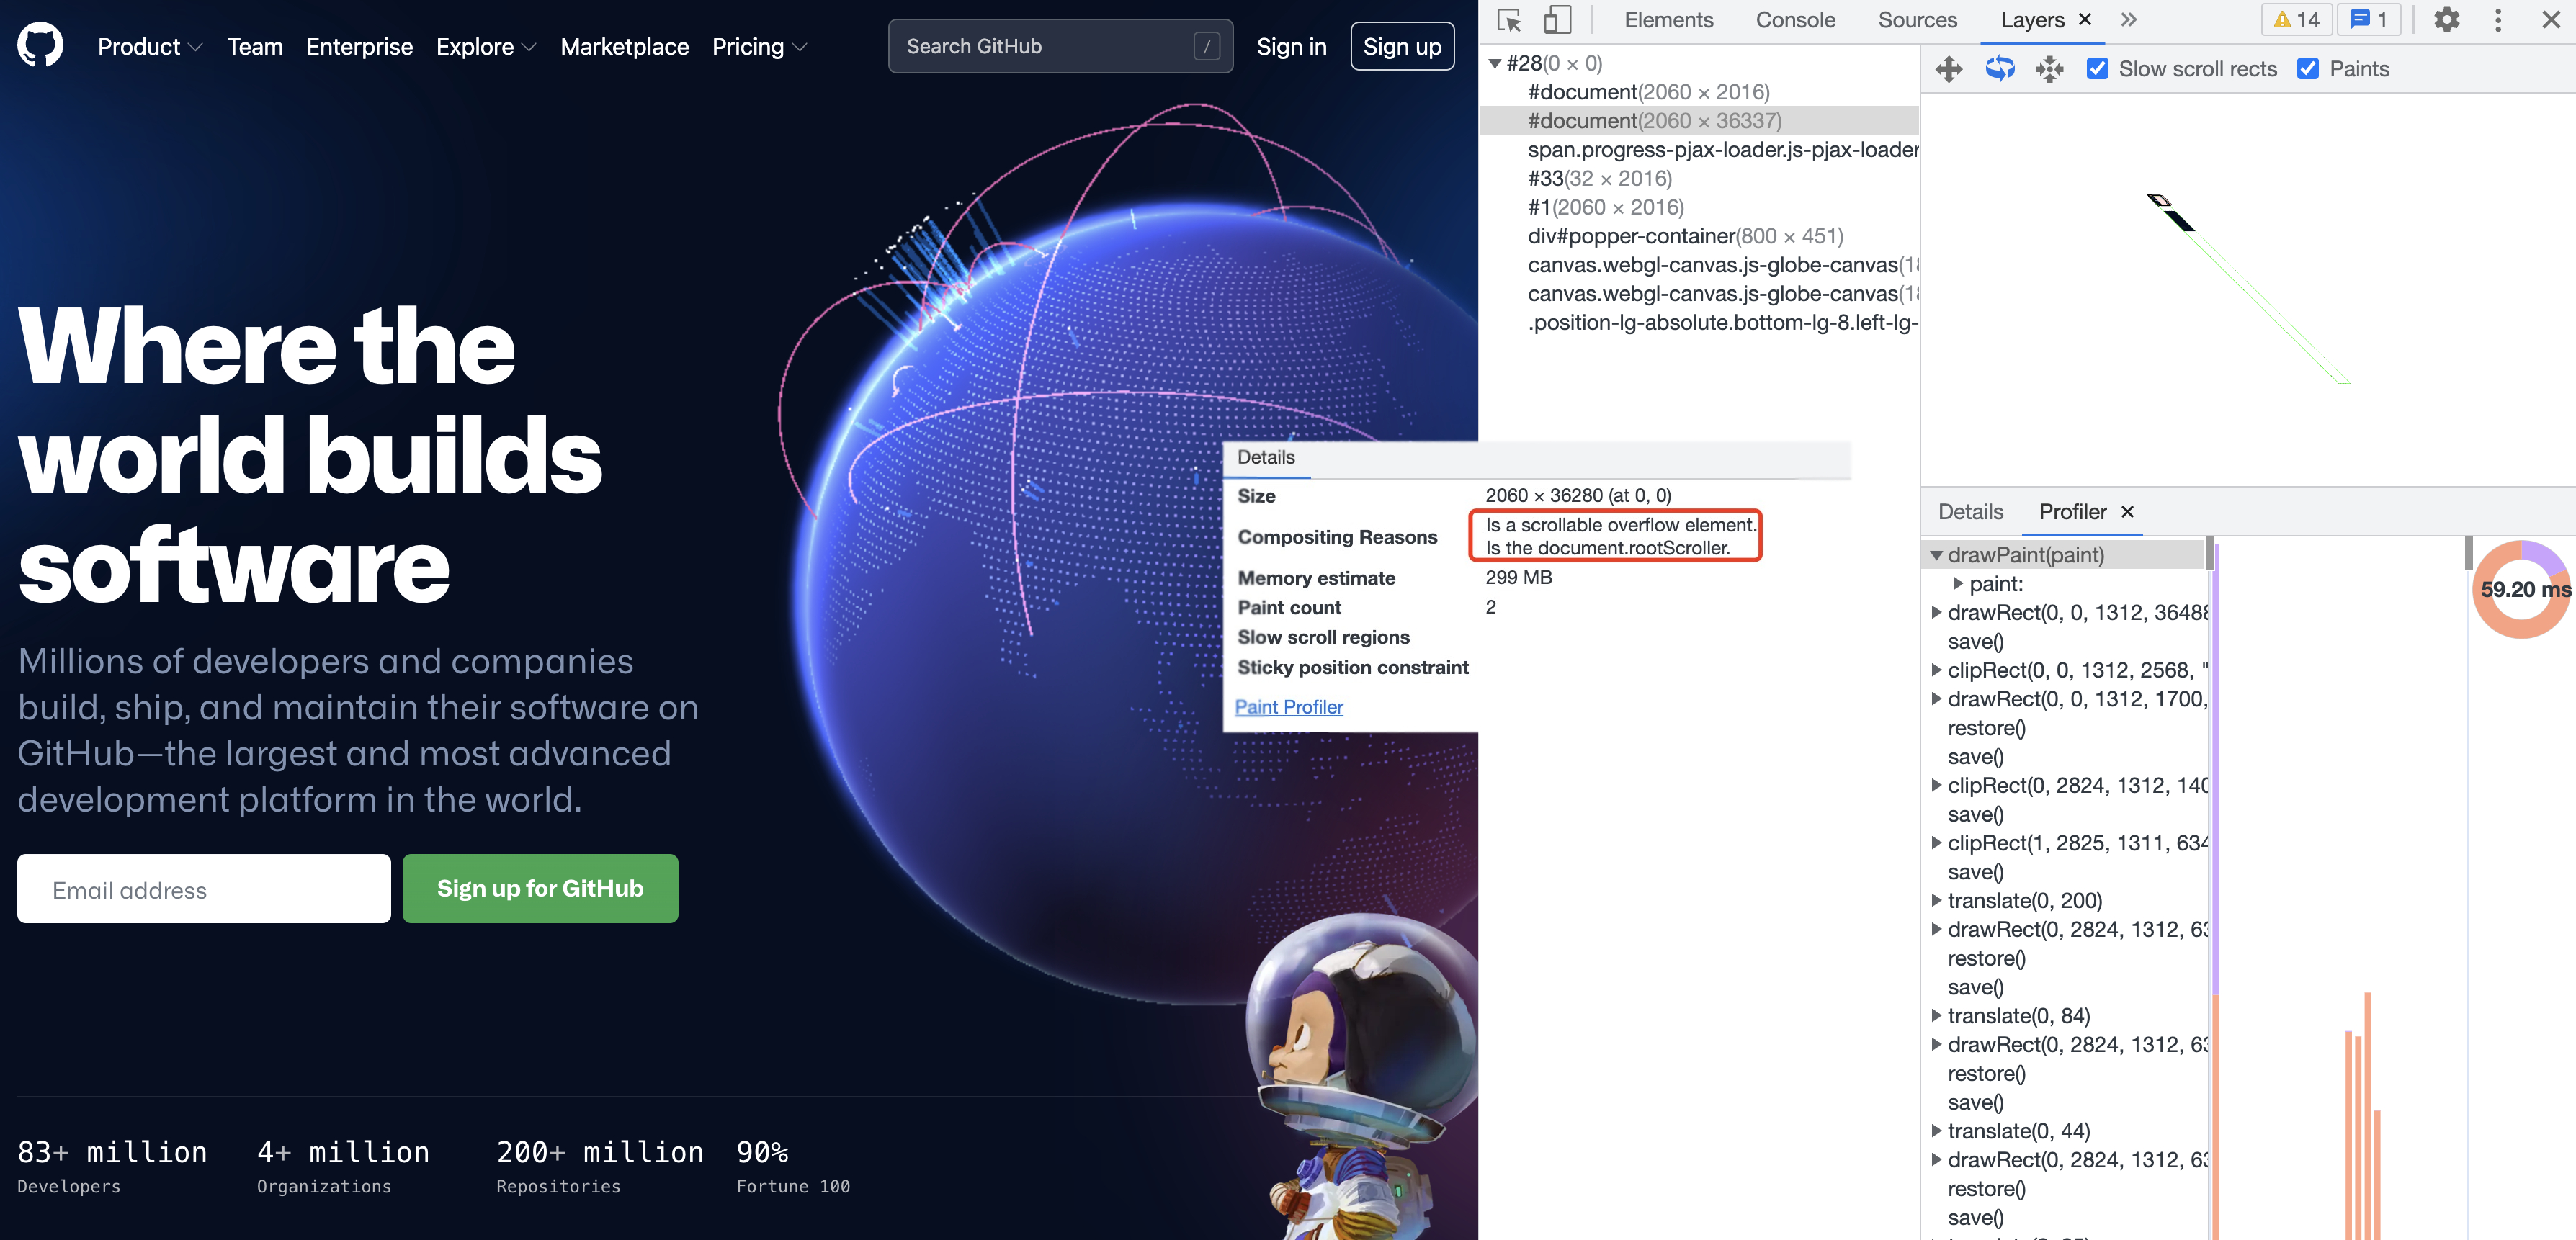 Product Team Enterprise Explore Marketplace Pricing
Search GitHub /
Sign in Sign up
Where the
world builds
software
Millions of developers and companies
build, ship, and maintain their software on
GitHub—the largest and most advanced
development platform in the world.
Email address
Sign up for GitHub
83+ million
Developers
4+ million
Organizations
200+ million
Repositories
90%
Fortune 100
Details
Size 2060 × 36280 (at 0, 0)
Compositing Reasons Is a scrollable overflow element.
Is the document.rootScroller.
Memory estimate 299 MB
Paint count 2
Slow scroll regions
Sticky position constraint
Paint Profiler
Elements Console Sources Layers × » 14 1
#28(0 × 0)
#document(2060 × 2016)
#document(2060 × 36337)
span.progress-pjax-loader.js-pjax-loader
#33(32 × 2016)
#1(2060 × 2016)
div#popper-container(800 × 451)
canvas.webgl-canvas.js-globe-canvas(1
canvas.webgl-canvas.js-globe-canvas(1
.position-lg-absolute.bottom-lg-8.left-lg-
Slow scroll rects Paints
Details Profiler ×
drawPaint(paint)
paint:
drawRect(0, 0, 1312, 36488
save()
clipRect(0, 0, 1312, 2568, "
drawRect(0, 0, 1312, 1700,
restore()
save()
clipRect(0, 2824, 1312, 140
save()
clipRect(1, 2825, 1311, 634
save()
translate(0, 200)
drawRect(0, 2824, 1312, 63
restore()
save()
translate(0, 84)
drawRect(0, 2824, 1312, 63
restore()
save()
translate(0, 44)
drawRect(0, 2824, 1312, 63
restore()
save()
59.20 ms